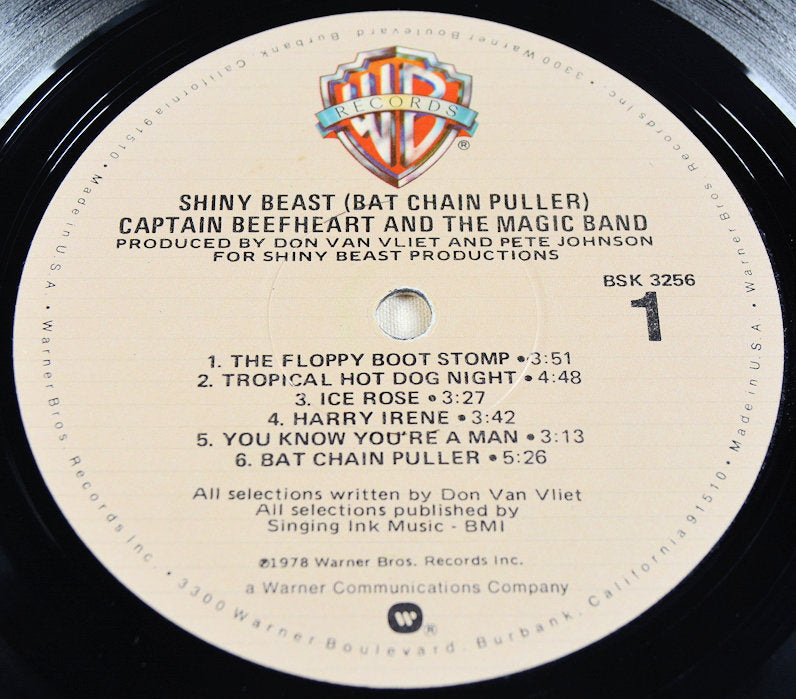 WB
RECORDS
®
SHINY BEAST (BAT CHAIN PULLER)
CAPTAIN BEEFHEART AND THE MAGIC BAND
PRODUCED BY DON VAN VLIET AND PETE JOHNSON
FOR SHINY BEAST PRODUCTIONS
BSK 3256
1
1. THE FLOPPY BOOT STOMP • 3:51
2. TROPICAL HOT DOG NIGHT • 4:48
3. ICE ROSE • 3:27
4. HARRY IRENE • 3:42
5. YOU KNOW YOU'RE A MAN • 3:13
6. BAT CHAIN PULLER • 5:26
All selections written by Don Van Vliet
All selections published by
Singing Ink Music - BMI
℗1978 Warner Bros. Records Inc.
a Warner Communications Company
W®
Made in U.S.A. • Warner Bros. Records Inc. • 3300 Warner Boulevard, Burbank, California 91510 • Made in U.S.A. • Warner Bros. Records Inc. • 3300 Warner Boulevard, Burbank, California 91510 •